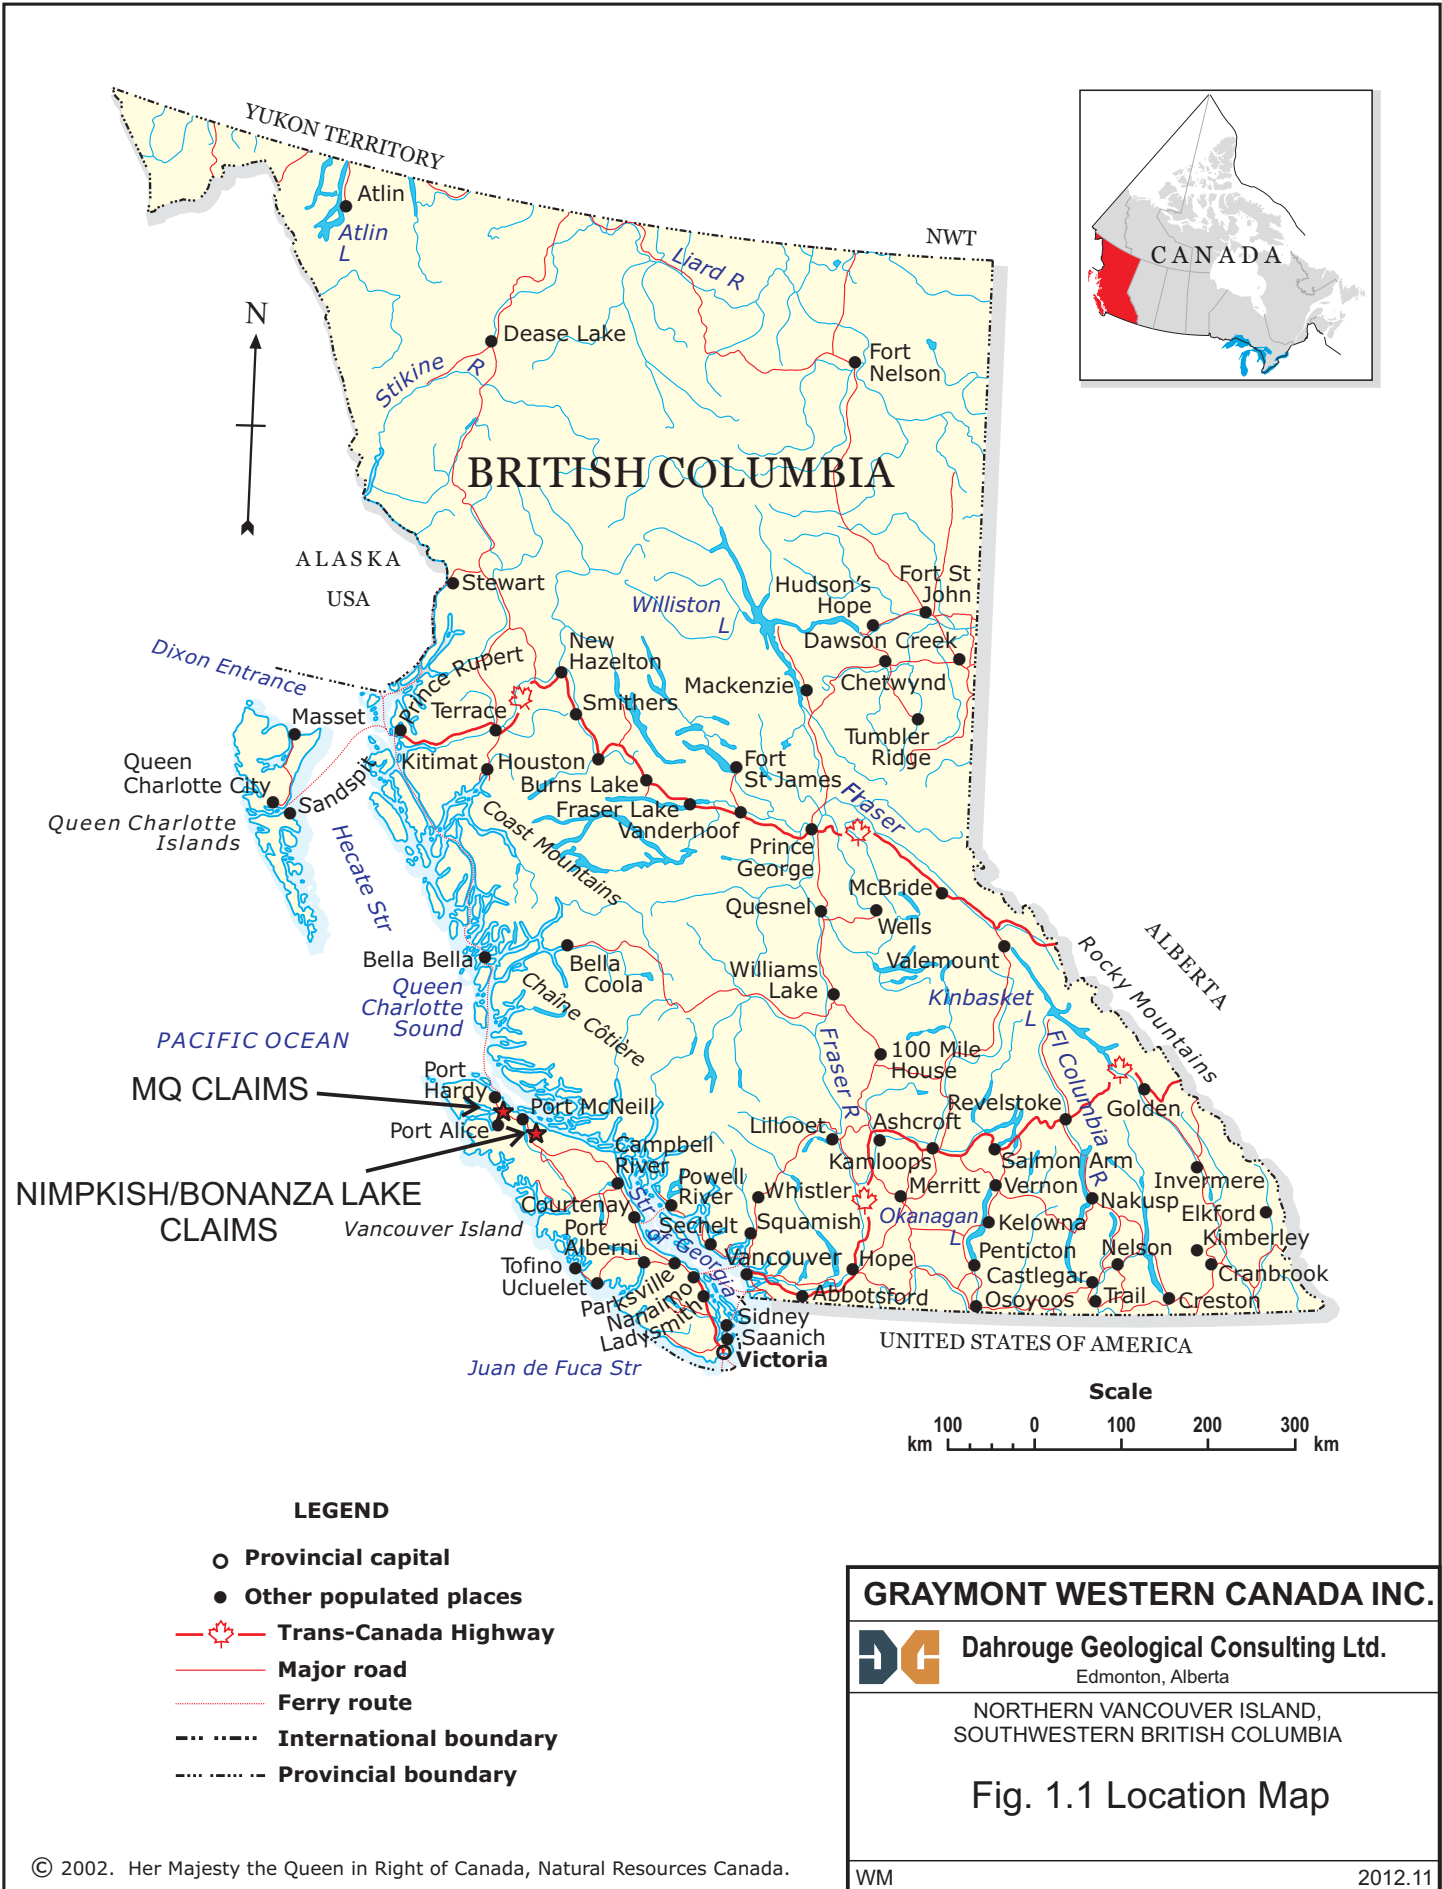 YUKON TERRITORY
NWT
Atlin
Atlin
L
Liard R
CANADA
N
Dease Lake
Stikine
R
Fort
Nelson
BRITISH COLUMBIA
ALASKA
USA
Stewart
Williston
L
Hudson's
Hope
Fort St
John
Dawson Creek
Chetwynd
Dixon Entrance
Prince Rupert
New
Hazelton
Mackenzie
Smithers
Terrace
Masset
Tumbler
Ridge
Queen
Charlotte City
Sandspit
Kitimat
Houston
Burns Lake
Fort
St James
Fraser Lake
Vanderhoof
Fraser
Queen Charlotte
Islands
Hecate Str
Coast Mountains
Prince
George
McBride
Quesnel
Wells
Valemount
ALBERTA
Rocky Mountains
Bella Bella
Bella
Coola
Williams
Lake
Kinbasket
L
Queen
Charlotte
Sound
Chaîne Côtière
PACIFIC OCEAN
Fraser R
100 Mile
House
Fl Columbia
R
Port
Hardy
MQ CLAIMS
Port McNeill
Port Alice
Revelstoke
Golden
Lillooet
Ashcroft
Campbell
River
Kamloops
Salmon Arm
Invermere
Powell
River
Whistler
Merritt
Vernon
Nakusp
NIMPKISH/BONANZA LAKE
CLAIMS
Courtenay
Elkford
Vancouver Island
Port
Alberni
Str
of Georgia
Sechelt
Squamish
Okanagan
L
Kelowna
Kimberley
Tofino
Ucluelet
Vancouver
Hope
Penticton
Nelson
Castlegar
Cranbrook
Parksville
Nanaimo
Ladysmith
Abbotsford
Osoyoos
Trail
Creston
Sidney
Saanich
Victoria
Juan de Fuca Str
UNITED STATES OF AMERICA
Scale
100 0 100 200 300
km km
LEGEND
Provincial capital
Other populated places
Trans-Canada Highway
Major road
Ferry route
International boundary
Provincial boundary
GRAYMONT WESTERN CANADA INC.
DG Dahrouge Geological Consulting Ltd.
Edmonton, Alberta
NORTHERN VANCOUVER ISLAND,
SOUTHWESTERN BRITISH COLUMBIA
Fig. 1.1 Location Map
WM 2012.11
© 2002. Her Majesty the Queen in Right of Canada, Natural Resources Canada.